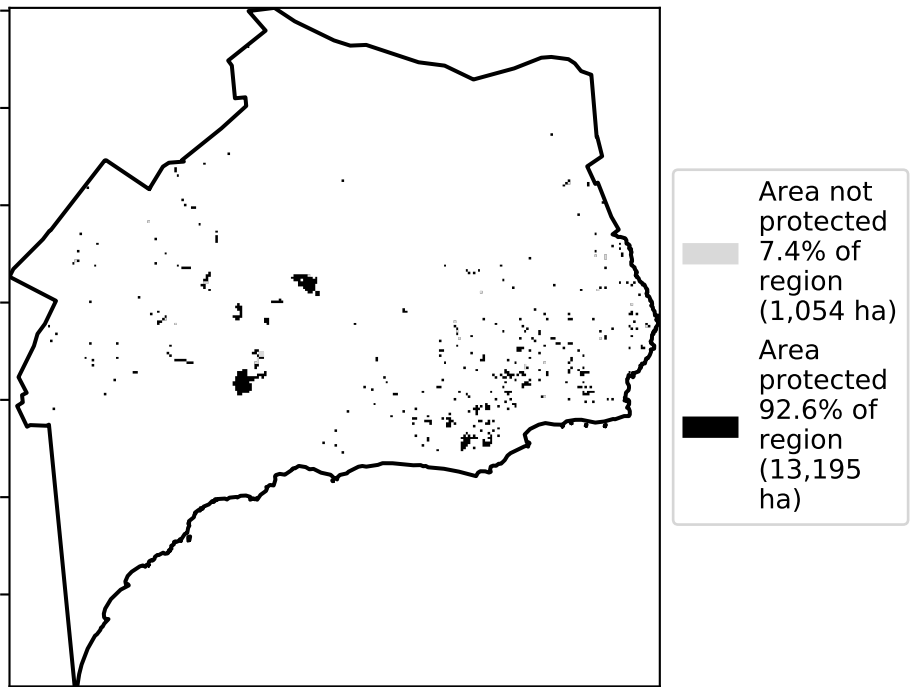 Area not
protected
7.4% of
region
(1,054 ha)
Area
protected
92.6% of
region
(13,195
ha)